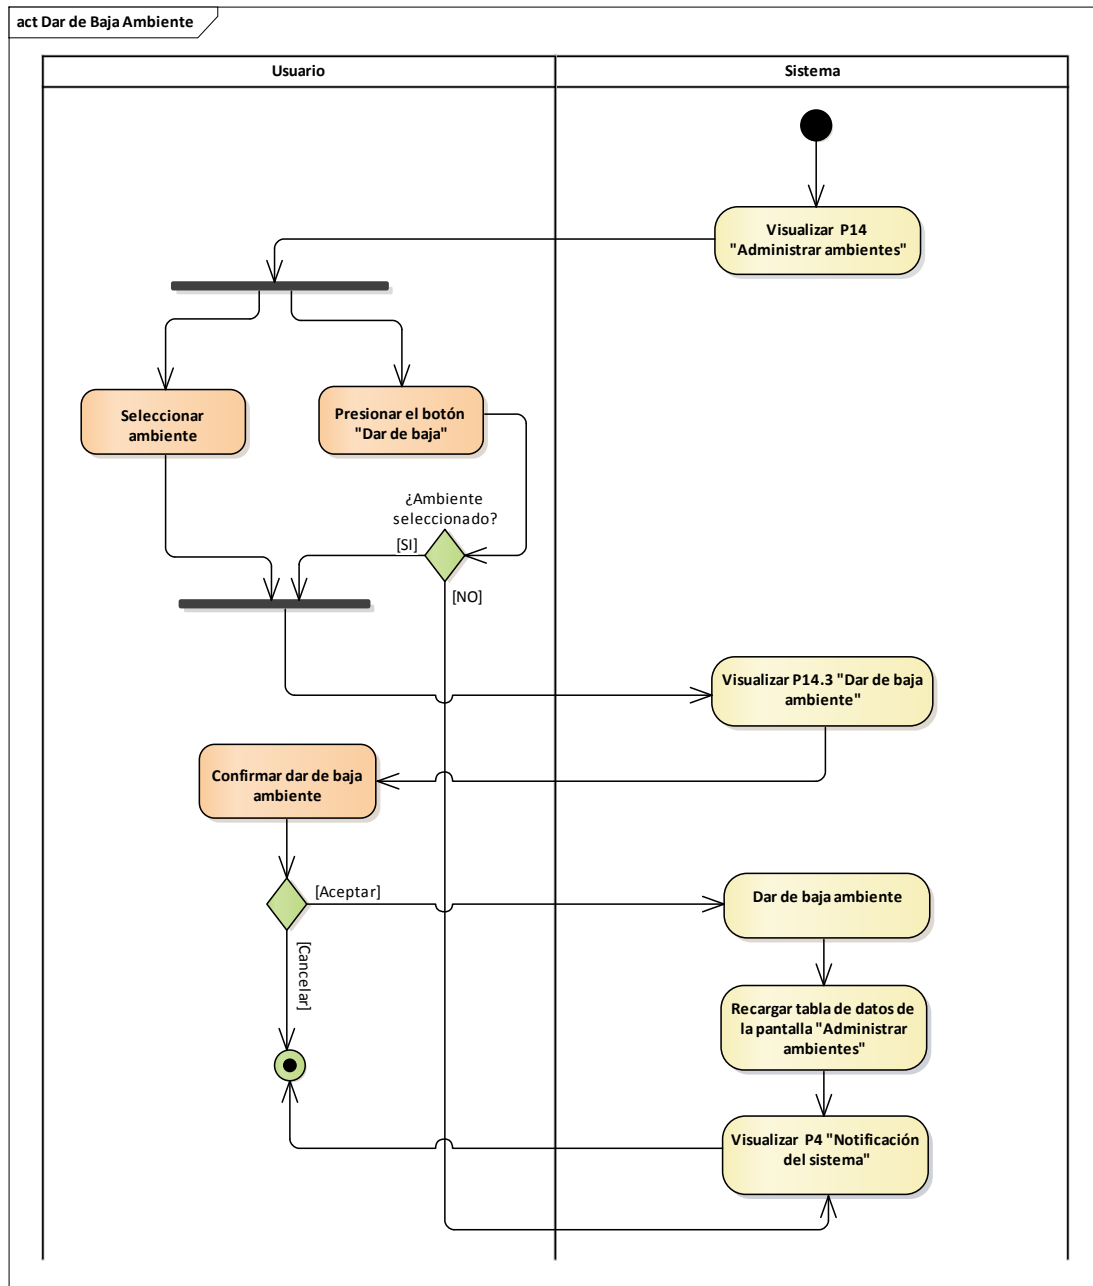 act Dar de Baja Ambiente
Usuario
Sistema
Visualizar P14
"Administrar ambientes"
Seleccionar
ambiente
Presionar el botón
"Dar de baja"
¿Ambiente
seleccionado?
[SI]
[NO]
Visualizar P14.3 "Dar de baja
ambiente"
Confirmar dar de baja
ambiente
[Aceptar]
[Cancelar]
Dar de baja ambiente
Recargar tabla de datos de
la pantalla "Administrar
ambientes"
Visualizar P4 "Notificación
del sistema"